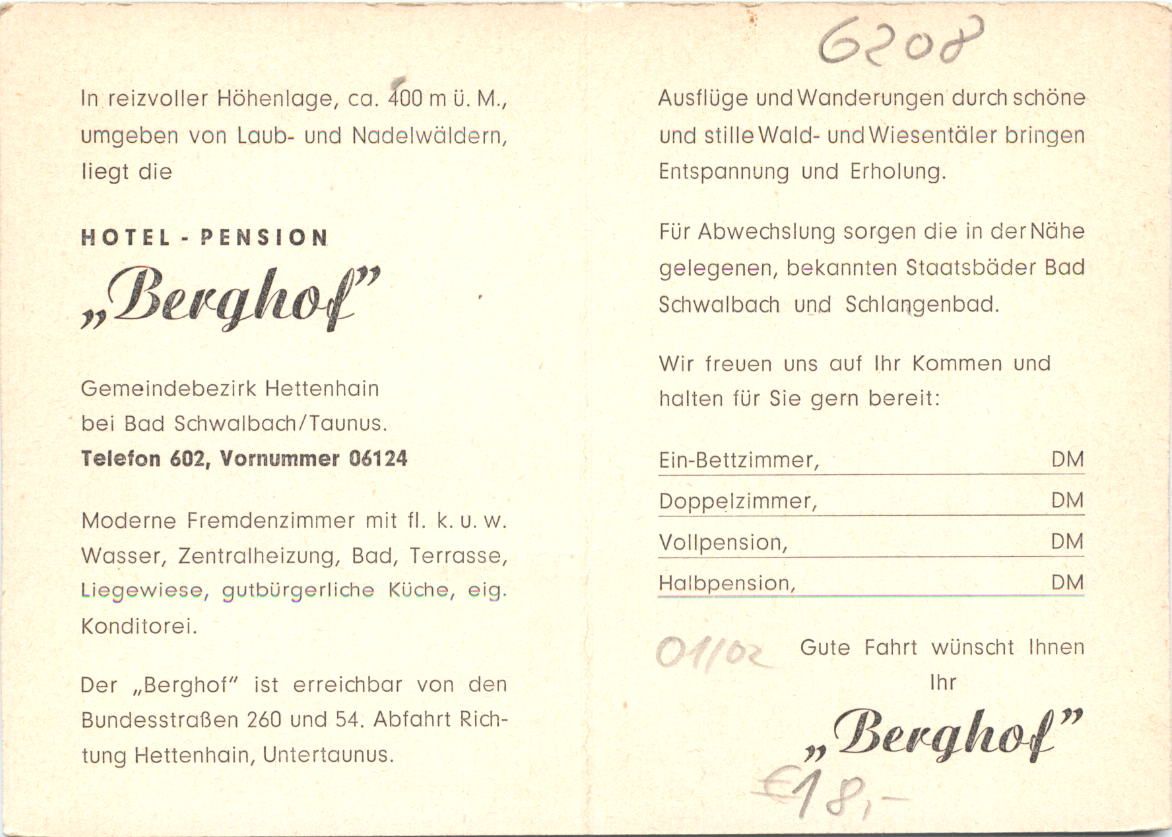 In reizvoller Höhenlage, ca. 400 m ü. M.,
umgeben von Laub- und Nadelwäldern,
liegt die
HOTEL - PENSION
„Berghof”
Gemeindebezirk Hettenhain
bei Bad Schwalbach/Taunus.
Telefon 602, Vornummer 06124
Moderne Fremdenzimmer mit fl. k. u. w.
Wasser, Zentralheizung, Bad, Terrasse,
Liegewiese, gutbürgerliche Küche, eig.
Konditorei.
Der „Berghof” ist erreichbar von den
Bundesstraßen 260 und 54. Abfahrt Rich-
tung Hettenhain, Untertaunus.
6208
Ausflüge und Wanderungen durch schöne
und stille Wald- und Wiesentäler bringen
Entspannung und Erholung.
Für Abwechslung sorgen die in der Nähe
gelegenen, bekannten Staatsbäder Bad
Schwalbach und Schlangenbad.
Wir freuen uns auf Ihr Kommen und
halten für Sie gern bereit:
Ein-Bettzimmer, DM
Doppelzimmer, DM
Vollpension, DM
Halbpension, DM
01/02
Gute Fahrt wünscht Ihnen
Ihr
„Berghof”
€18,-